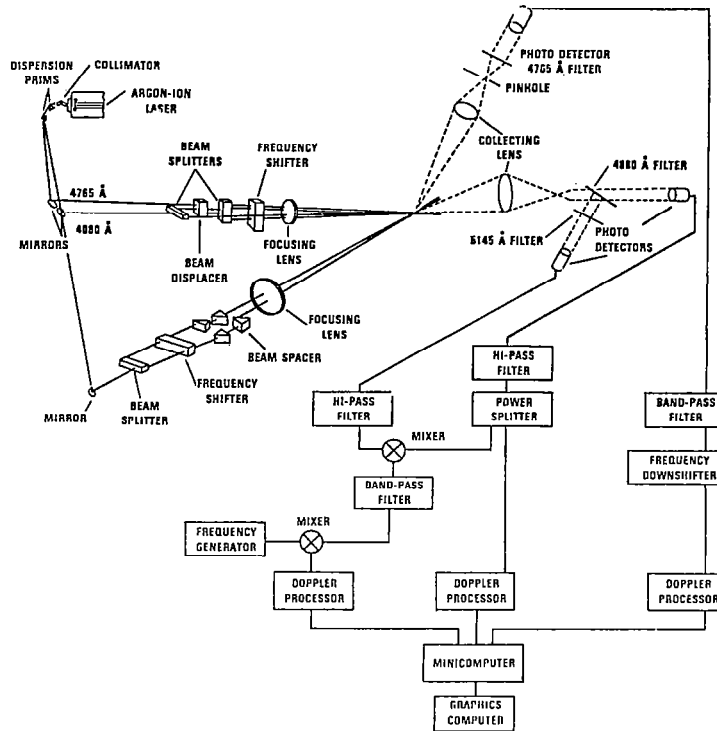 PHOTO DETECTOR
4765 Å FILTER
PINHOLE
DISPERSION
PRIMS
COLLIMATOR
ARGON-ION
LASER
COLLECTING
LENS
BEAM
SPLITTERS
FREQUENCY
SHIFTER
4880 Å FILTER
4765 Å
4880 Å
MIRRORS
BEAM
DISPLACER
FOCUSING
LENS
5145 Å FILTER
PHOTO
DETECTORS
FOCUSING
LENS
BEAM SPACER
FREQUENCY
SHIFTER
BEAM
SPLITTER
MIRROR
HI-PASS
FILTER
HI-PASS
FILTER
POWER
SPLITTER
BAND-PASS
FILTER
MIXER
FREQUENCY
DOWNSHIFTER
BAND-PASS
FILTER
FREQUENCY
GENERATOR
MIXER
DOPPLER
PROCESSOR
DOPPLER
PROCESSOR
DOPPLER
PROCESSOR
MINICOMPUTER
GRAPHICS
COMPUTER